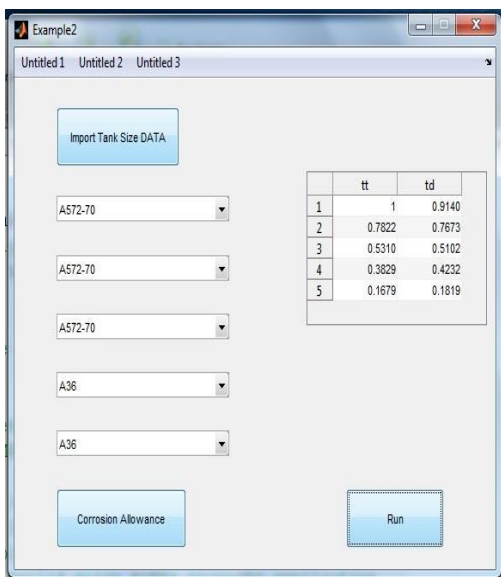 Example2
Untitled 1 Untitled 2 Untitled 3
Import Tank Size DATA
A572-70
A572-70
A572-70
A36
A36
tt td
1 1 0.9140
2 0.7822 0.7673
3 0.5310 0.5102
4 0.3829 0.4232
5 0.1679 0.1819
Corrosion Allowance
Run